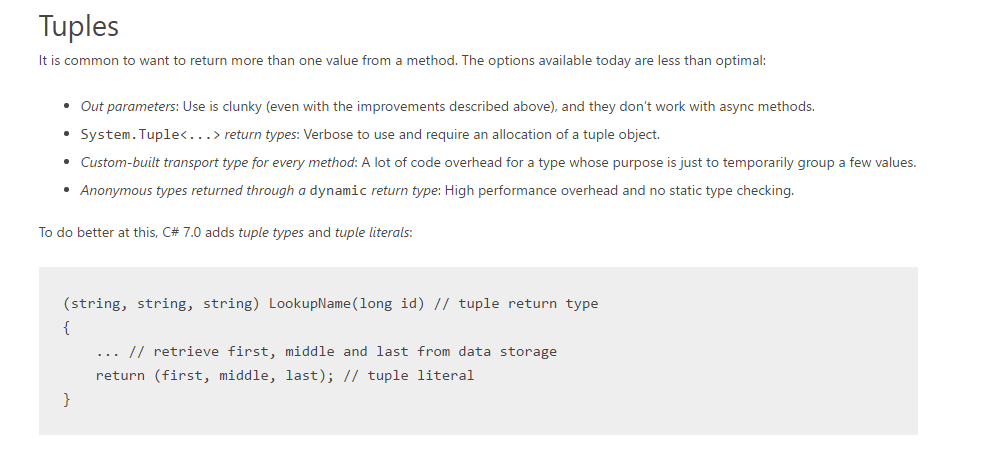 Tuples
It is common to want to return more than one value from a method. The options available today are less than optimal:
• Out parameters: Use is clunky (even with the improvements described above), and they don't work with async methods.
• System.Tuple<...> return types: Verbose to use and require an allocation of a tuple object.
• Custom-built transport type for every method: A lot of code overhead for a type whose purpose is just to temporarily group a few values.
• Anonymous types returned through a dynamic return type: High performance overhead and no static type checking.
To do better at this, C# 7.0 adds tuple types and tuple literals:
(string, string, string) LookupName(long id) // tuple return type
{
    ... // retrieve first, middle and last from data storage
    return (first, middle, last); // tuple literal
}